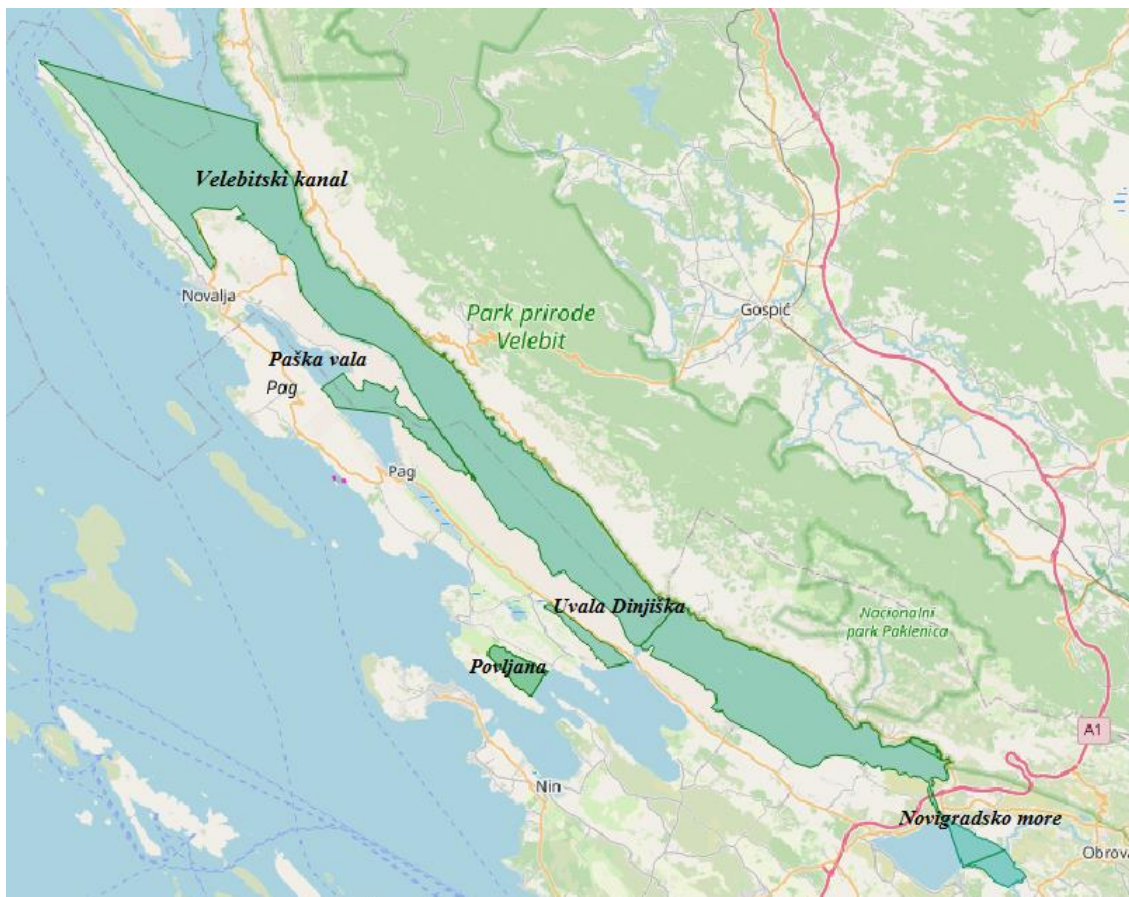 Velebitski kanal
Novalja
Gospić
Park prirode
Velebit
Paška vala
Pag
Pag
Uvala Dinjiška
Nacionalni
park Paklenica
Povljana
A1
Nin
Novigradsko more
Obrova